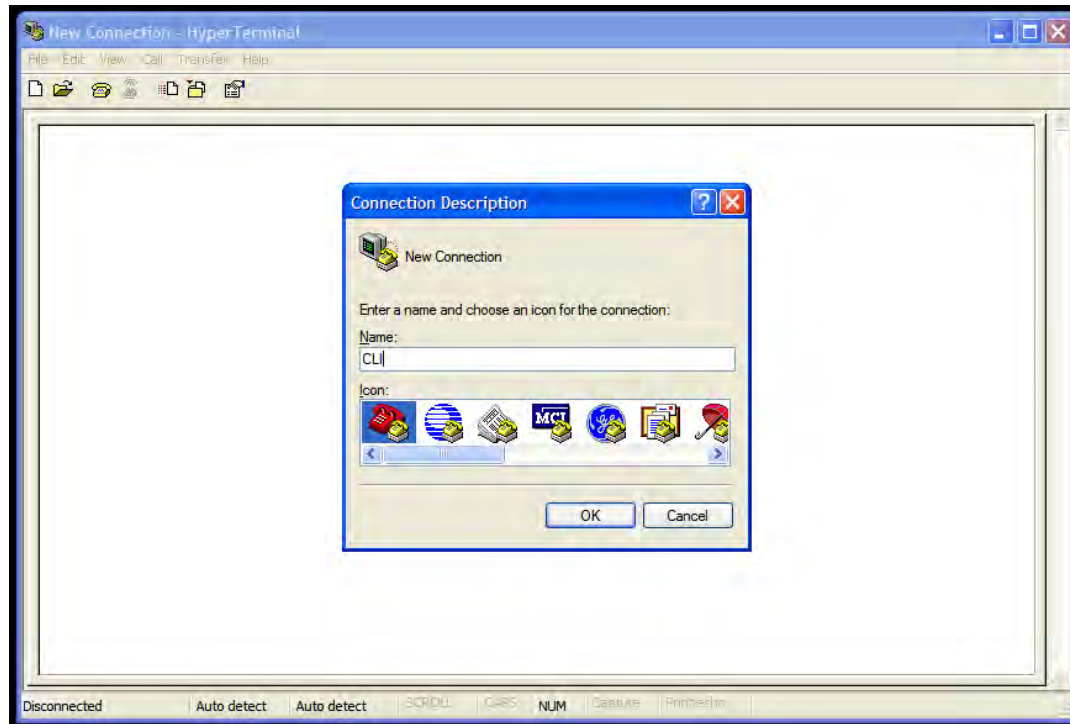 New Connection - HyperTerminal
File Edit View Call Transfer Help
Connection Description
New Connection
Enter a name and choose an icon for the connection:
Name:
CLI
Icon:
MCI
OK Cancel
Disconnected Auto detect Auto detect SCROLL CAPS NUM Capture Print echo